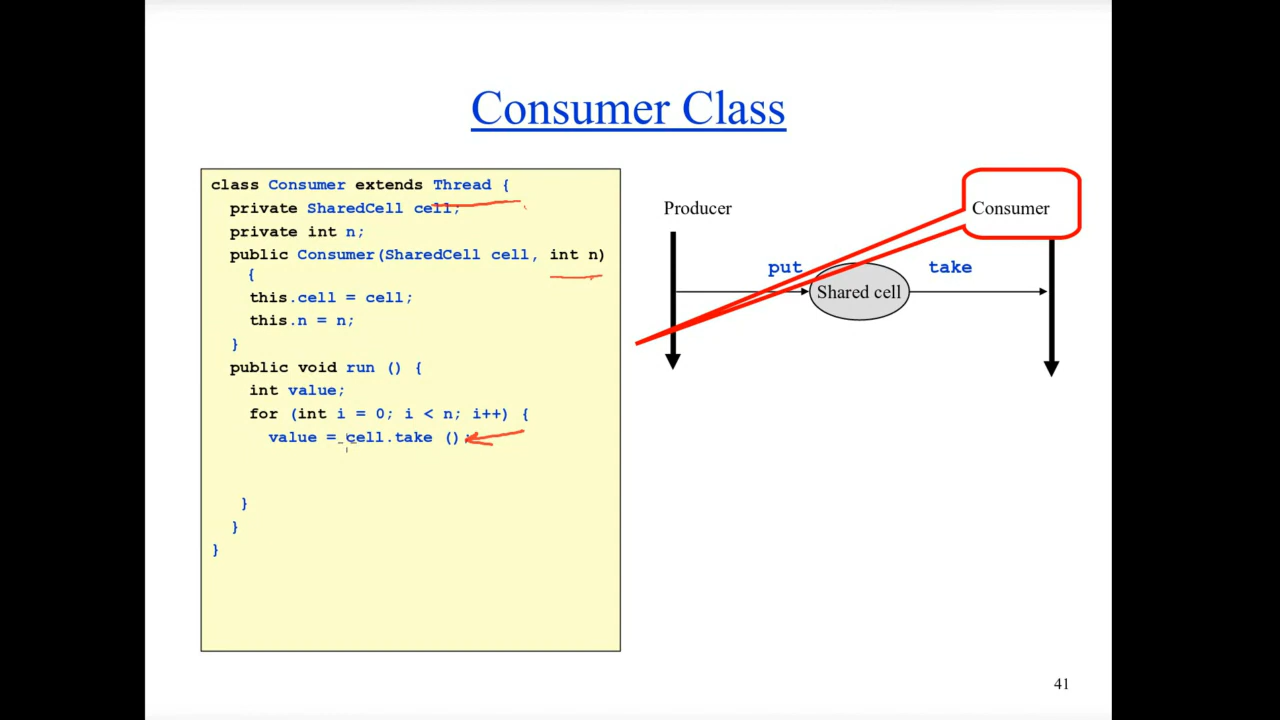 Consumer Class
class Consumer extends Thread {
private SharedCell cell;
private int n;
public Consumer(SharedCell cell, int n)
{
this.cell = cell;
this.n = n;
}
public void run () {
int value;
for (int i = 0; i < n; i++) {
value = cell.take ();
}
}
}
Producer
Consumer
put
take
Shared cell
41